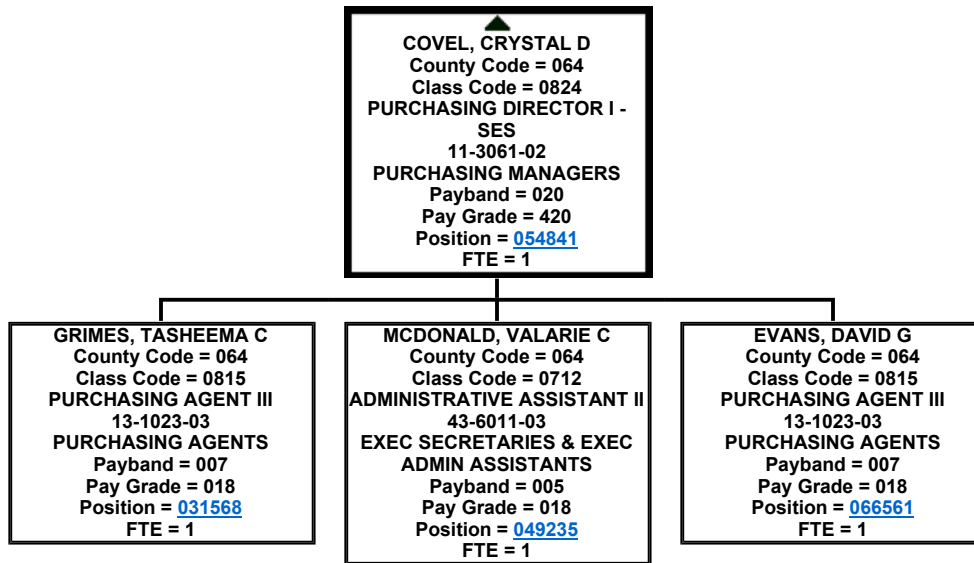 COVEL, CRYSTAL D
County Code = 064
Class Code = 0824
PURCHASING DIRECTOR I -
SES
11-3061-02
PURCHASING MANAGERS
Payband = 020
Pay Grade = 420
Position = 054841
FTE = 1
GRIMES, TASHEEMA C
County Code = 064
Class Code = 0815
PURCHASING AGENT III
13-1023-03
PURCHASING AGENTS
Payband = 007
Pay Grade = 018
Position = 031568
FTE = 1
MCDONALD, VALARIE C
County Code = 064
Class Code = 0712
ADMINISTRATIVE ASSISTANT II
43-6011-03
EXEC SECRETARIES & EXEC
ADMIN ASSISTANTS
Payband = 005
Pay Grade = 018
Position = 049235
FTE = 1
EVANS, DAVID G
County Code = 064
Class Code = 0815
PURCHASING AGENT III
13-1023-03
PURCHASING AGENTS
Payband = 007
Pay Grade = 018
Position = 066561
FTE = 1